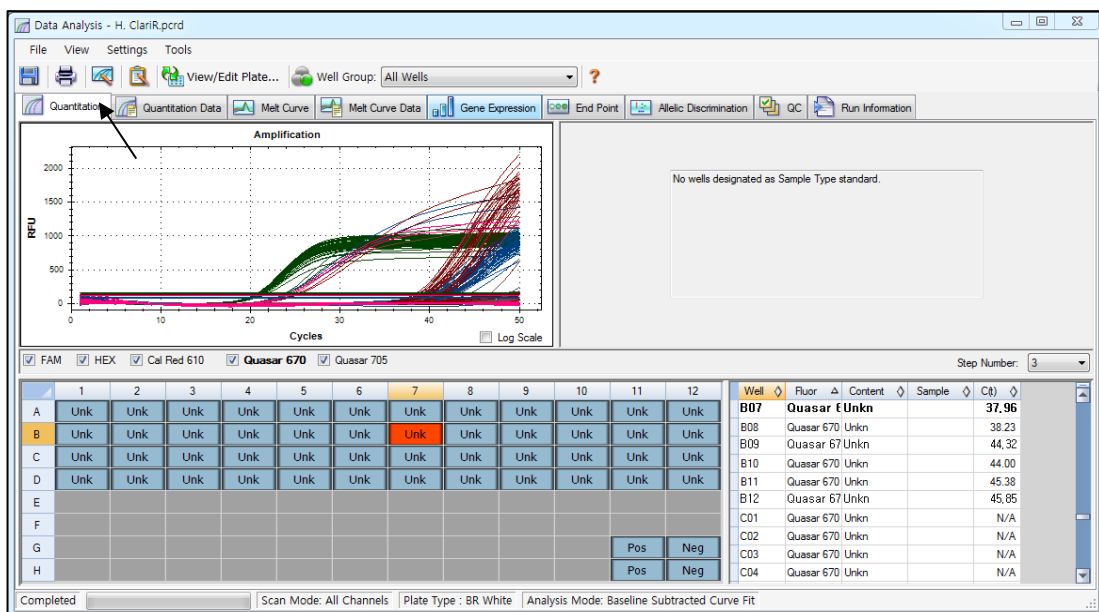 Data Analysis - H. ClariR.pcrd
File View Settings Tools
View/Edit Plate... Well Group: All Wells ?
Quantitation Quantitation Data Melt Curve Melt Curve Data Gene Expression End Point Allelic Discrimination QC Run Information
Amplification
No wells designated as Sample Type standard.
2000
1500
1000
500
0
RFU
0 10 20 30 40 50
Cycles
Log Scale
FAM HEX Cal Red 610 Quasar 670 Quasar 705 Step Number: 3
1 2 3 4 5 6 7 8 9 10 11 12
A Unk Unk Unk Unk Unk Unk Unk Unk Unk Unk Unk Unk
B Unk Unk Unk Unk Unk Unk Unk Unk Unk Unk Unk Unk
C Unk Unk Unk Unk Unk Unk Unk Unk Unk Unk Unk Unk
D Unk Unk Unk Unk Unk Unk Unk Unk Unk Unk Unk Unk
E
F
G Pos Neg
H Pos Neg
Well Fluor Content Sample C(t)
B07 Quasar 6 Unkn 37,96
B08 Quasar 670 Unkn 38.23
B09 Quasar 67 Unkn 44,32
B10 Quasar 670 Unkn 44.00
B11 Quasar 670 Unkn 45.38
B12 Quasar 67 Unkn 45,85
C01 Quasar 670 Unkn N/A
C02 Quasar 670 Unkn N/A
C03 Quasar 670 Unkn N/A
C04 Quasar 670 Unkn N/A
Completed Scan Mode: All Channels Plate Type : BR White Analysis Mode: Baseline Subtracted Curve Fit